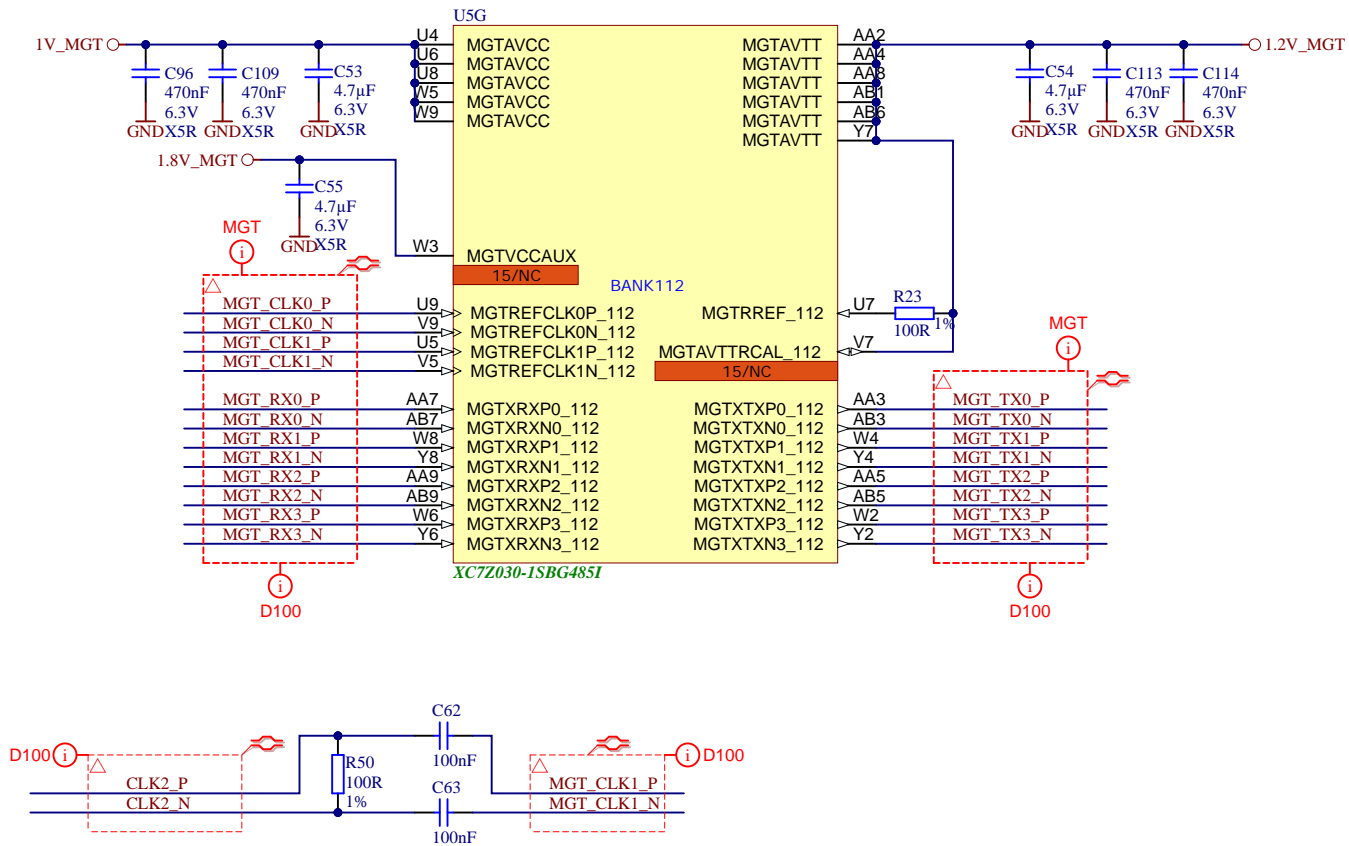 U5G
1V_MGT
C96
470nF
6.3V
X5R
GND
C109
470nF
6.3V
X5R
GND
C53
4.7µF
6.3V
X5R
GND
U4 MGTAVCC
U6 MGTAVCC
U8 MGTAVCC
W5 MGTAVCC
W9 MGTAVCC
MGTAVTT AA2
MGTAVTT AA4
MGTAVTT AA8
MGTAVTT AB1
MGTAVTT AB6
MGTAVTT Y7
1.2V_MGT
C54
4.7µF
6.3V
X5R
GND
C113
470nF
6.3V
X5R
GND
C114
470nF
6.3V
X5R
GND
1.8V_MGT
C55
4.7µF
6.3V
X5R
GND
W3 MGTVCCAUX
15/NC
BANK112
MGT
i
MGT_CLK0_P U9 MGTREFCLK0P_112
MGT_CLK0_N V9 MGTREFCLK0N_112
MGT_CLK1_P U5 MGTREFCLK1P_112
MGT_CLK1_N V5 MGTREFCLK1N_112
MGTRREF_112 U7
R23
100R 1%
MGTAVTTRCAL_112 V7
15/NC
MGT_RX0_P AA7 MGTXRXP0_112
MGT_RX0_N AB7 MGTXRXN0_112
MGT_RX1_P W8 MGTXRXP1_112
MGT_RX1_N Y8 MGTXRXN1_112
MGT_RX2_P AA9 MGTXRXP2_112
MGT_RX2_N AB9 MGTXRXN2_112
MGT_RX3_P W6 MGTXRXP3_112
MGT_RX3_N Y6 MGTXRXN3_112
i
D100
MGT
i
MGTXTXP0_112 AA3 MGT_TX0_P
MGTXTXN0_112 AB3 MGT_TX0_N
MGTXTXP1_112 W4 MGT_TX1_P
MGTXTXN1_112 Y4 MGT_TX1_N
MGTXTXP2_112 AA5 MGT_TX2_P
MGTXTXN2_112 AB5 MGT_TX2_N
MGTXTXP3_112 W2 MGT_TX3_P
MGTXTXN3_112 Y2 MGT_TX3_N
i
D100
XC7Z030-1SBG485I
D100 i
CLK2_P
CLK2_N
R50
100R
1%
C62
100nF
C63
100nF
MGT_CLK1_P
MGT_CLK1_N
i D100